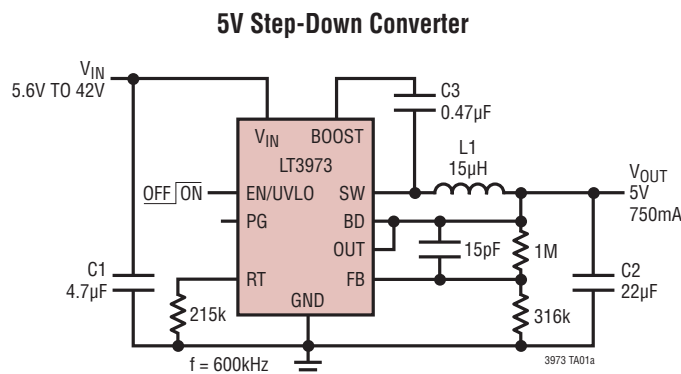 5V Step-Down Converter
VIN
5.6V TO 42V
C3
0.47µF
VIN BOOST
LT3973
L1
15µH
VOUT
5V
750mA
OFF ON
EN/UVLO SW
PG BD
OUT
15pF
1M
RT FB
C1
4.7µF
C2
22µF
GND
215k
316k
f = 600kHz
3973 TA01a